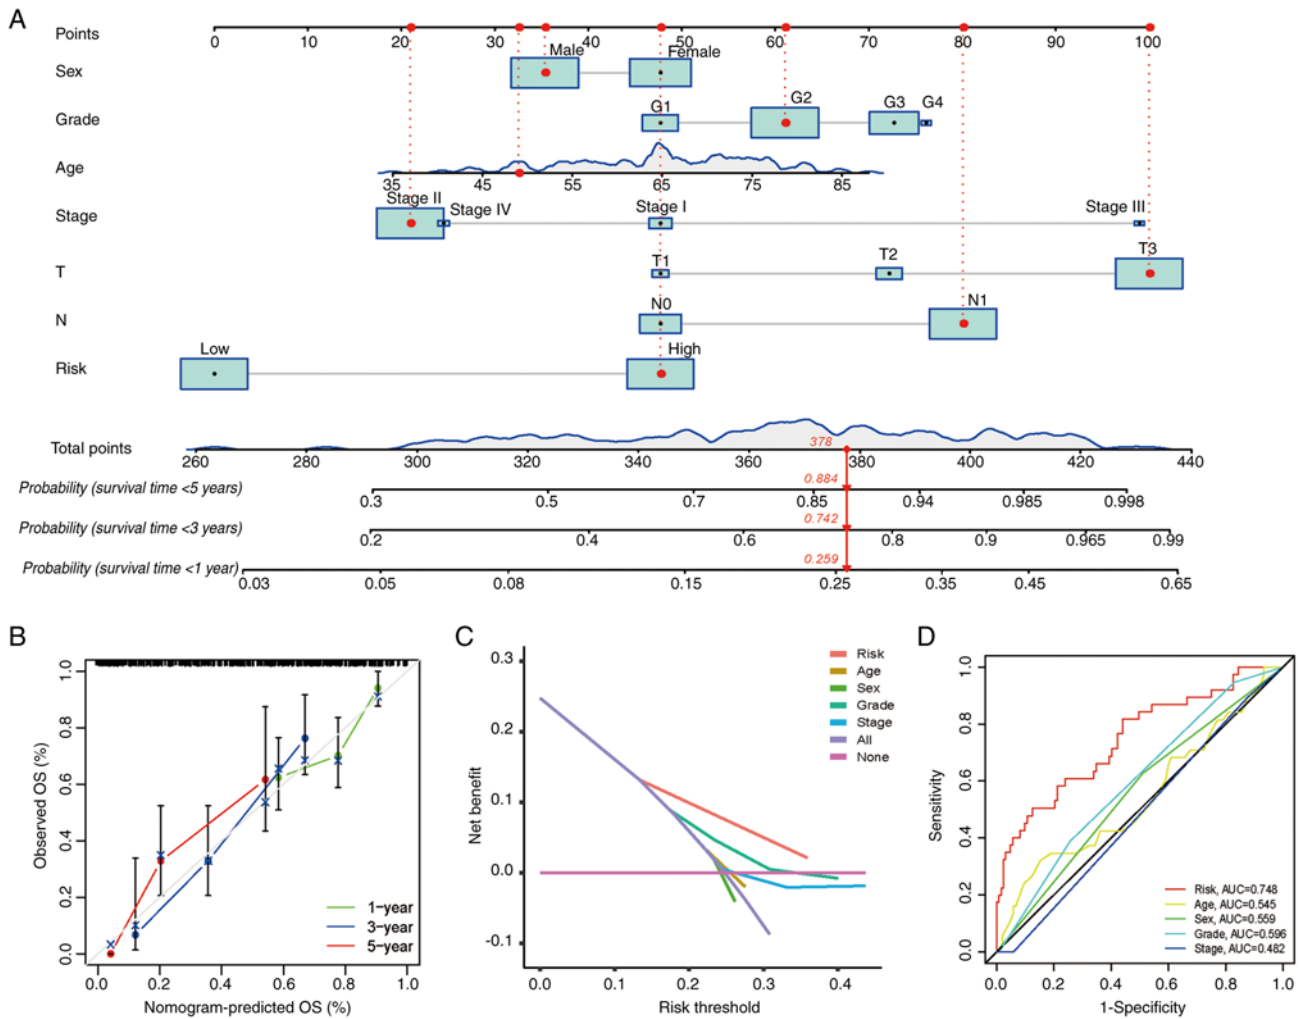 A
Points
0 10 20 30 40 50 60 70 80 90 100
Male Female
Sex
G1 G2 G3 G4
Grade
Age
35 45 55 65 75 85
Stage II Stage IV Stage I Stage III
Stage
T1 T2 T3
T
N0 N1
N
Low High
Risk
378
Total points
260 280 300 320 340 360 380 400 420 440
0.884
Probability (survival time <5 years)
0.3 0.5 0.7 0.85 0.94 0.985 0.998
0.742
Probability (survival time <3 years)
0.2 0.4 0.6 0.8 0.9 0.965 0.99
0.259
Probability (survival time <1 year)
0.03 0.05 0.08 0.15 0.25 0.35 0.45 0.65
B
Observed OS (%)
1.0
0.8
0.6
0.4
0.2
0.0
1-year
3-year
5-year
0.0 0.2 0.4 0.6 0.8 1.0
Nomogram-predicted OS (%)
C
Net benefit
0.3
0.2
0.1
0.0
-0.1
Risk
Age
Sex
Grade
Stage
All
None
0.0 0.1 0.2 0.3 0.4
Risk threshold
D
Sensitivity
1.0
0.8
0.6
0.4
0.2
0.0
Risk, AUC=0.748
Age, AUC=0.545
Sex, AUC=0.559
Grade, AUC=0.596
Stage, AUC=0.482
0.0 0.2 0.4 0.6 0.8 1.0
1-Specificity